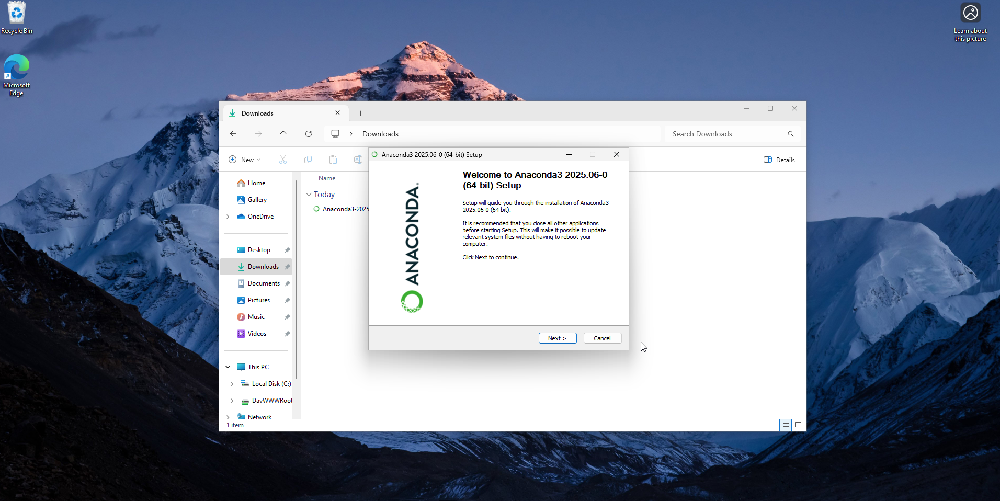 Recycle Bin
Microsoft
Edge
Learn about
this picture
Downloads
Downloads
Search Downloads
New
Details
Home
Gallery
OneDrive
Desktop
Downloads
Documents
Pictures
Music
Videos
This PC
Local Disk (C:)
DavWWWRoot
Network
1 item
Name
Today
Anaconda3-2025
Anaconda3 2025.06-0 (64-bit) Setup
ANACONDA®
Welcome to Anaconda3 2025.06-0
(64-bit) Setup
Setup will guide you through the installation of Anaconda3
2025.06-0 (64-bit).
It is recommended that you close all other applications
before starting Setup. This will make it possible to update
relevant system files without having to reboot your
computer.
Click Next to continue.
Next >
Cancel